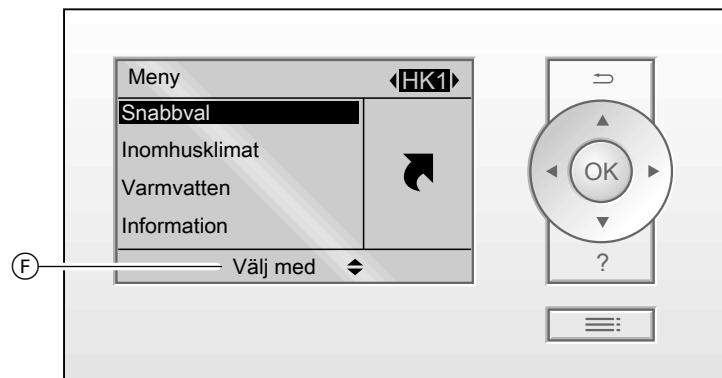 Meny HK1
Snabbval
Inomhusklimat
Varmvatten
Information
Välj med
F
OK
?